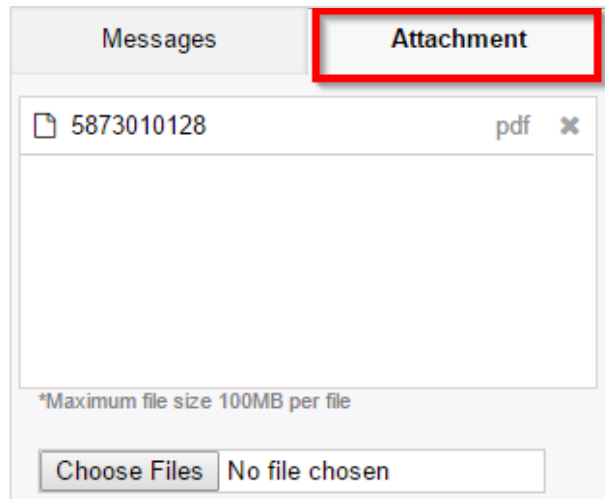 Messages Attachment
5873010128 pdf ✖
*Maximum file size 100MB per file
Choose Files No file chosen